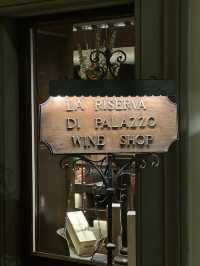 LA RISERVA
DI PALAZZO
WINE SHOP